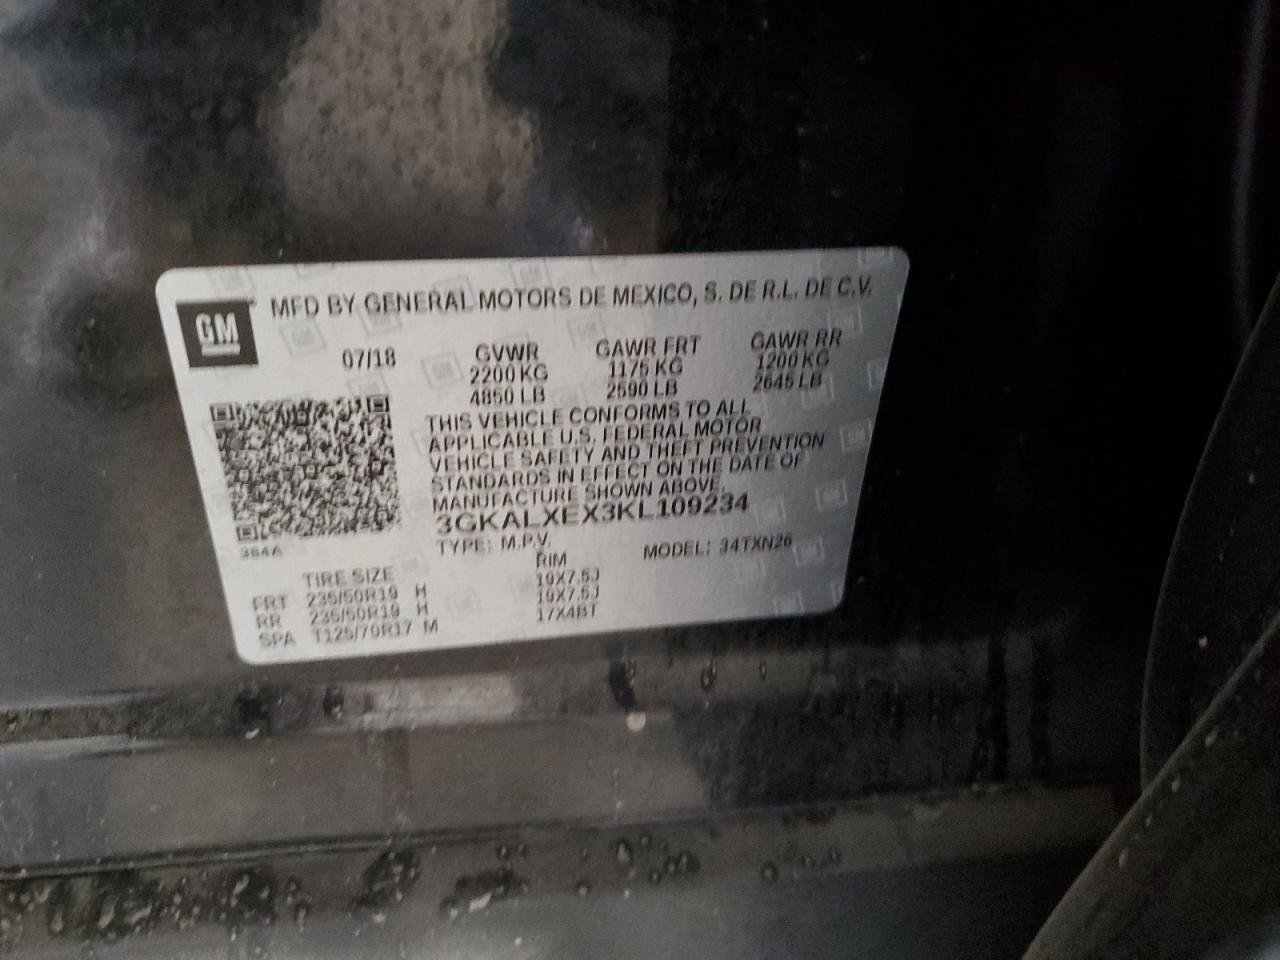 GM
MFD BY GENERAL MOTORS DE MEXICO, S. DE R.L. DE C.V.
07/18 GVWR GAWR FRT GAWR RR
2200 KG 1175 KG 1200 KG
4850 LB 2590 LB 2645 LB
THIS VEHICLE CONFORMS TO ALL
APPLICABLE U.S. FEDERAL MOTOR
VEHICLE SAFETY AND THEFT PREVENTION
STANDARDS IN EFFECT ON THE DATE OF
MANUFACTURE SHOWN ABOVE.
3GKALXEX3KL109234
384A
TYPE: M.P.V. MODEL: 34TXN26
TIRE SIZE RIM
FRT 235/50R19 H 19X7.5J
RR 235/50R19 H 19X7.5J
SPA T125/70R17 M 17X4BT